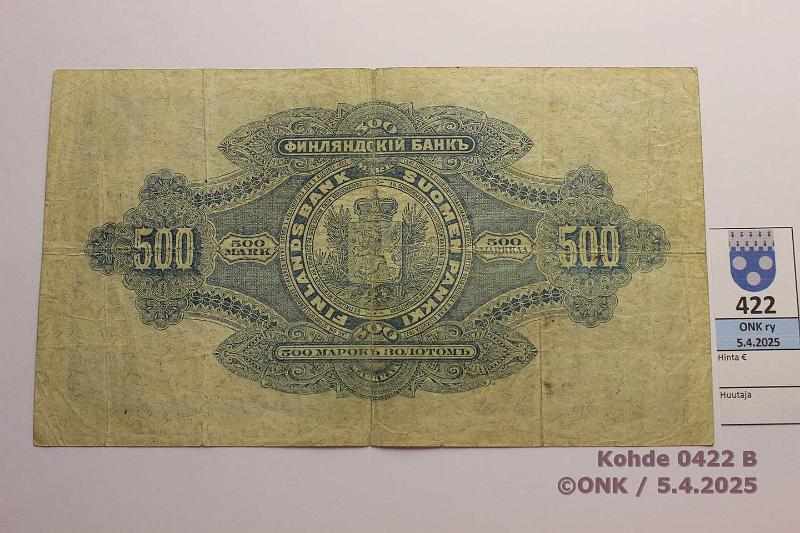 500
ФИНЛЯНДСКІЙ БАНКЪ
FINLANDS BANK
SUOMEN PANKKI
500
500
MARK
500
MARKKAA
500
500
500 МАРОКЪ ЗОЛОТОМЪ
422
ONK ry
5.4.2025
Hinta €
Huutaja
Kohde 0422 B
©ONK / 5.4.2025